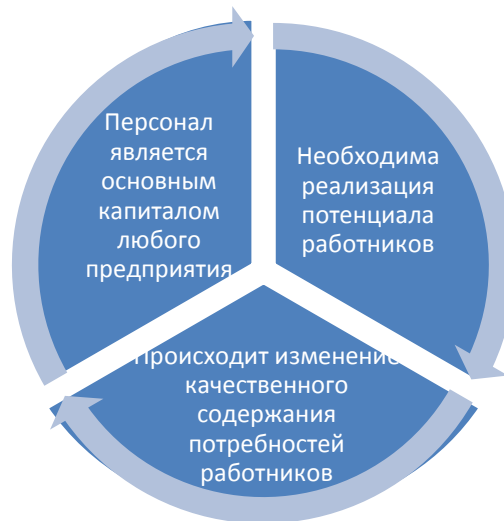 Персонал
является
основным
капиталом
любого
предприятия
Необходима
реализация
потенциала
работников
Происходит изменение
качественного
содержания
потребностей
работников